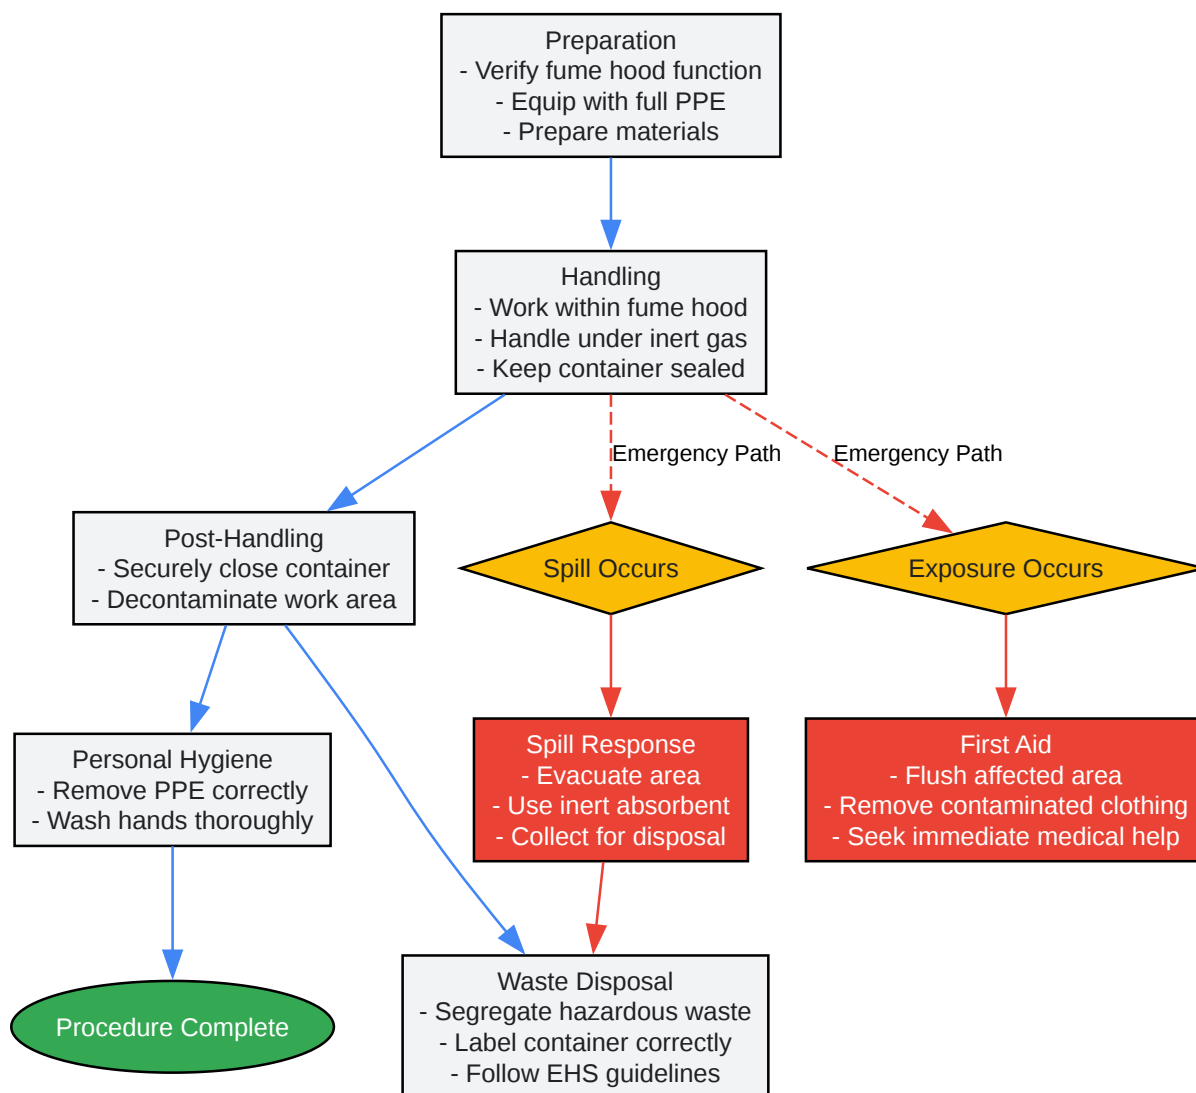 Preparation
- Verify fume hood function
- Equip with full PPE
- Prepare materials
Handling
- Work within fume hood
- Handle under inert gas
- Keep container sealed
Emergency Path
Emergency Path
Post-Handling
- Securely close container
- Decontaminate work area
Spill Occurs
Exposure Occurs
Personal Hygiene
- Remove PPE correctly
- Wash hands thoroughly
Spill Response
- Evacuate area
- Use inert absorbent
- Collect for disposal
First Aid
- Flush affected area
- Remove contaminated clothing
- Seek immediate medical help
Procedure Complete
Waste Disposal
- Segregate hazardous waste
- Label container correctly
- Follow EHS guidelines